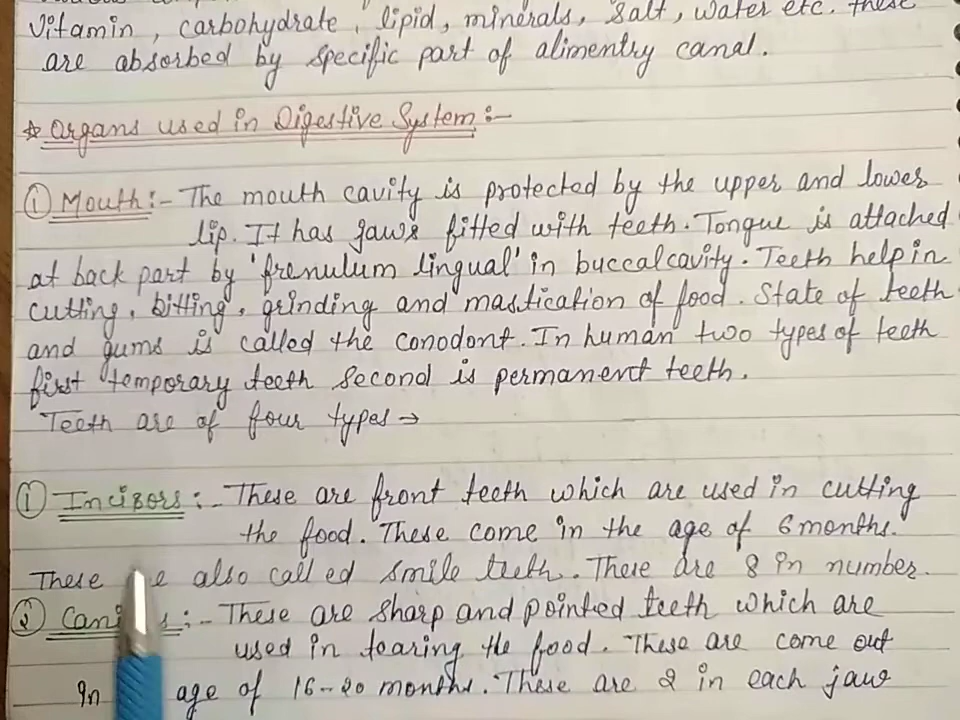 Vitamin, carbohydrate, lipid, minerals, salt, water etc. these
are absorbed by specific part of alimentry canal.
* Organs used in Digestive System :-
① Mouth :- The mouth cavity is protected by the upper and lower
lip. It has jaws fitted with teeth. Tongue is attached
at back part by 'frenulum lingual' in buccal cavity. Teeth help in
cutting, bitting, grinding and mastication of food. State of teeth
and gums is called the conodont. In human two types of teeth
first temporary teeth second is permanent teeth.
Teeth are of four types →
① Incisors :- These are front teeth which are used in cutting
the food. These come in the age of 6 months.
These also called smile teeth. There are 8 in number.
② :- These are sharp and pointed teeth which are
used in tearing the food. These are come out
In age of 16-20 months. These are 2 in each jaw